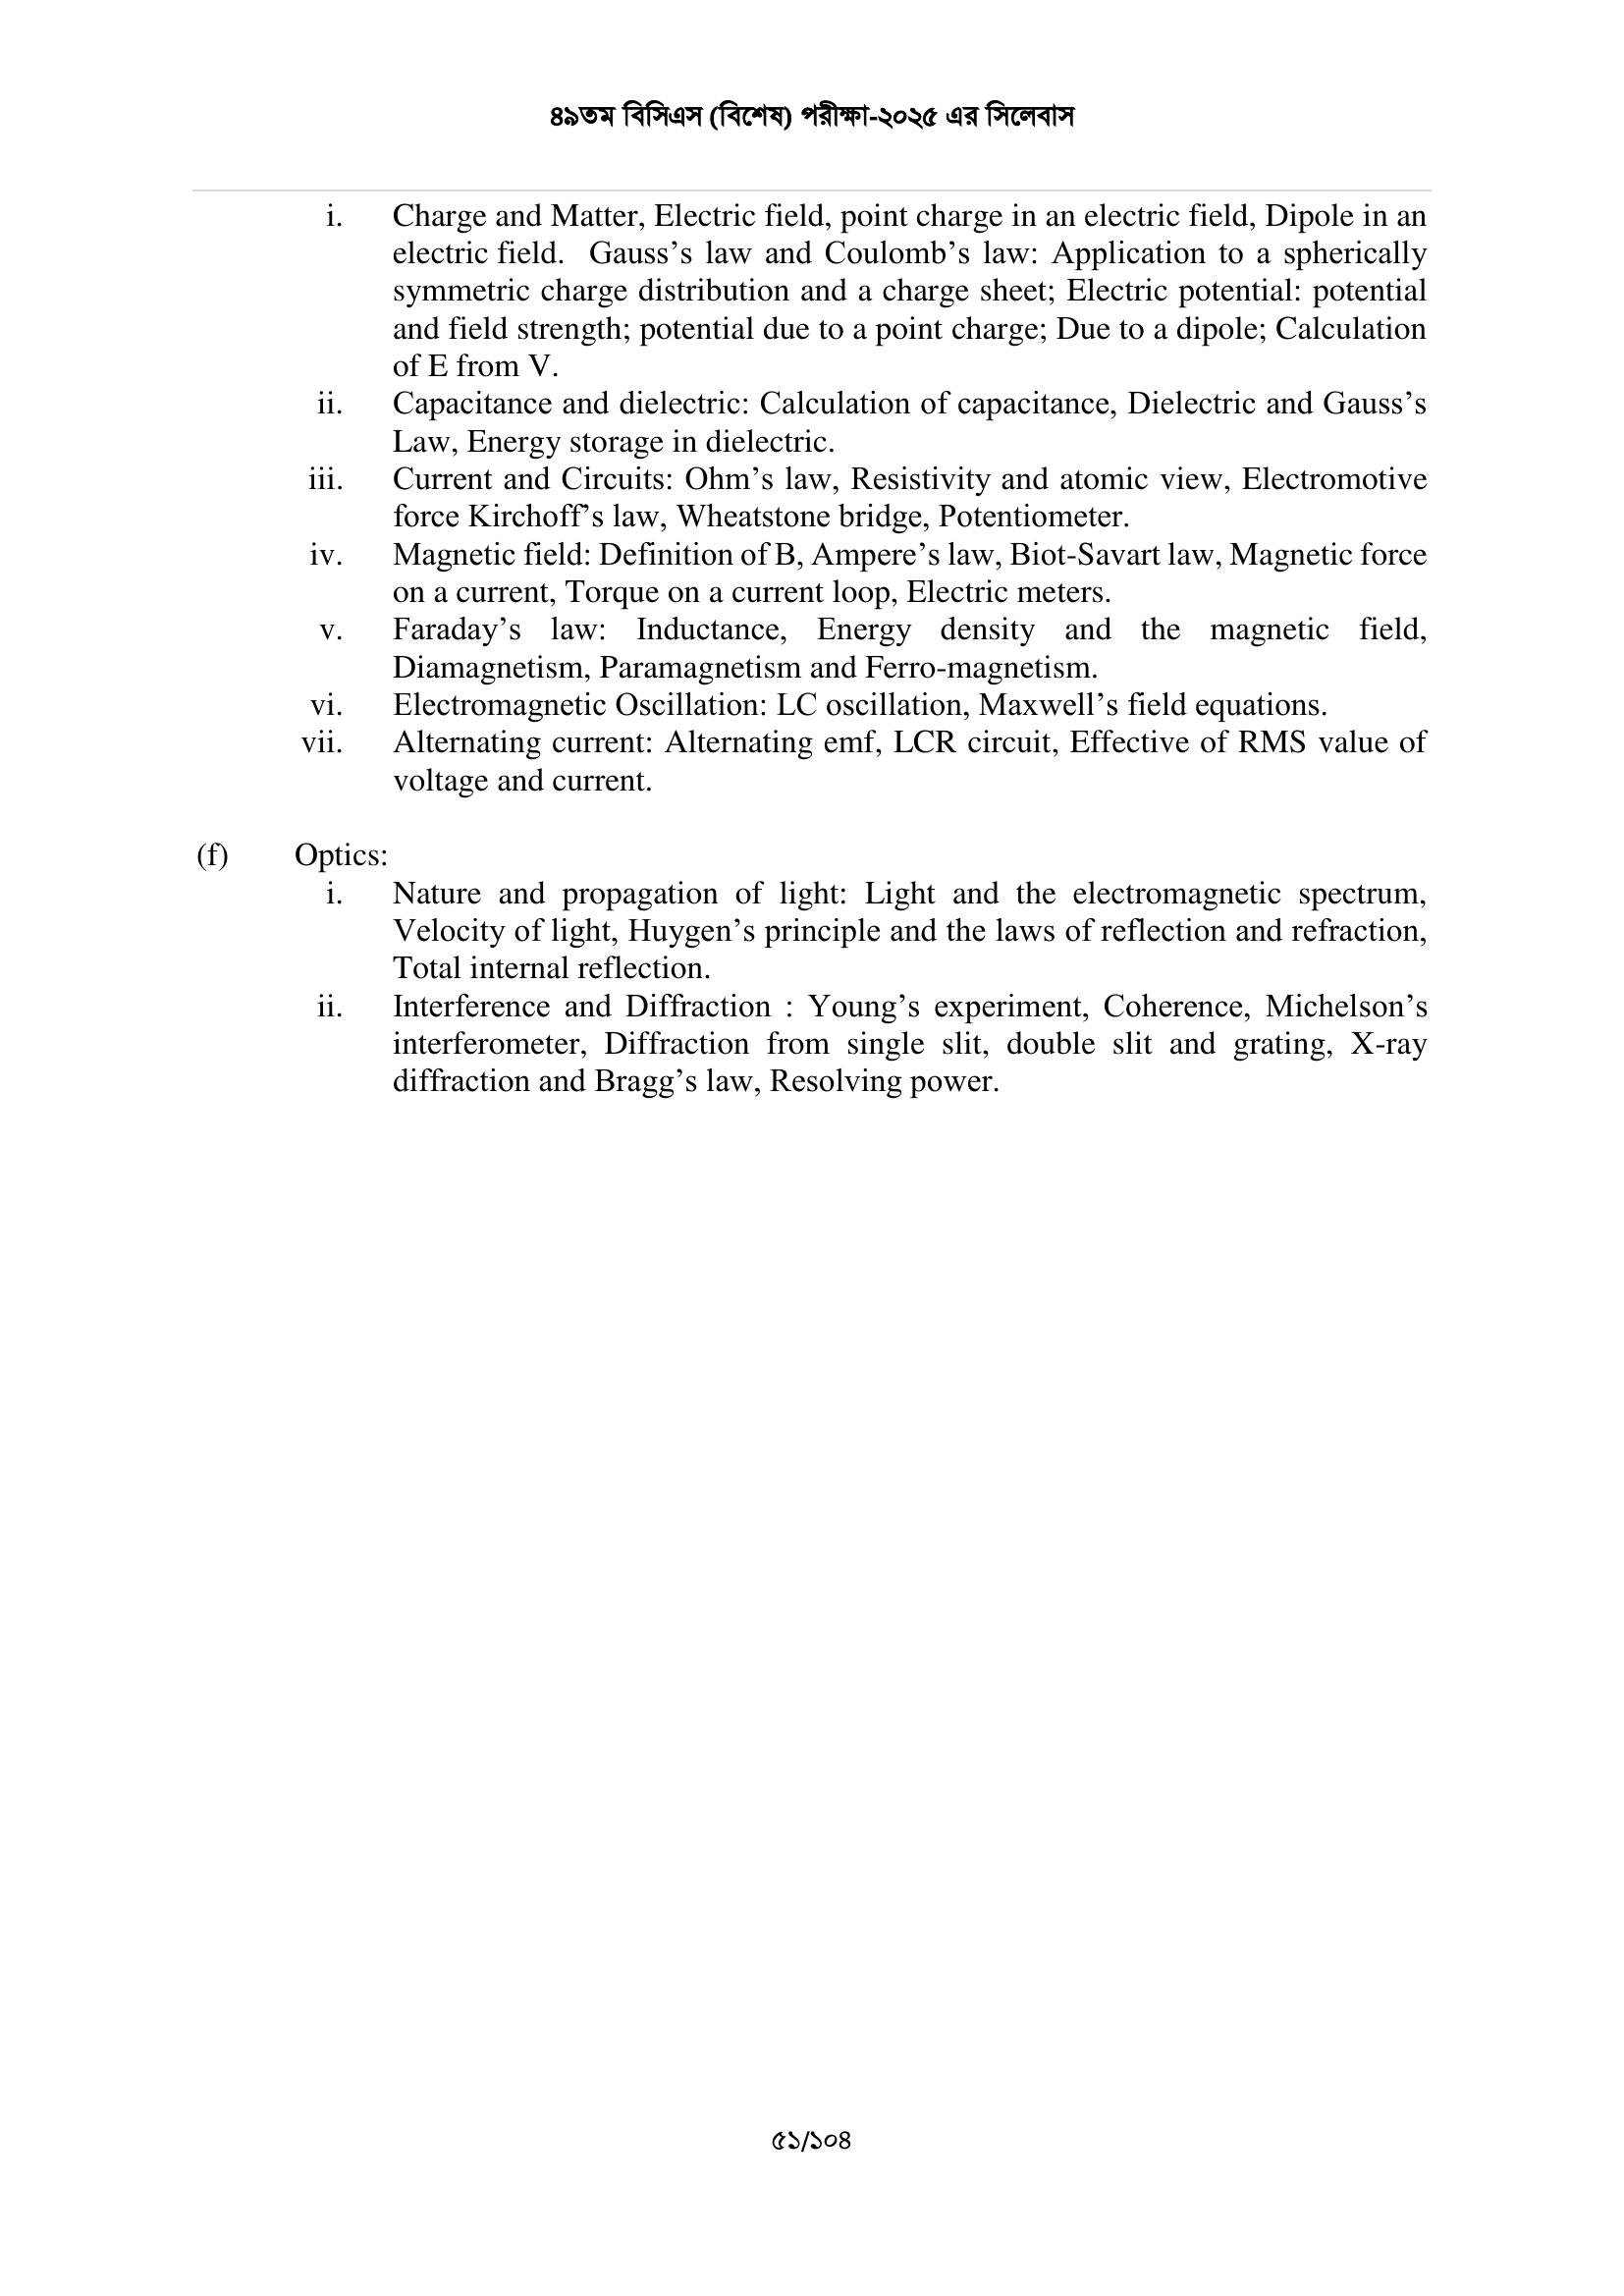 ৪৯তম বিসিএস (বিশেষ) পরীক্ষা-২০২৫ এর সিলেবাস
i. Charge and Matter, Electric field, point charge in an electric field, Dipole in an
electric field. Gauss’s law and Coulomb’s law: Application to a spherically
symmetric charge distribution and a charge sheet; Electric potential: potential
and field strength; potential due to a point charge; Due to a dipole; Calculation
of E from V.
ii. Capacitance and dielectric: Calculation of capacitance, Dielectric and Gauss’s
Law, Energy storage in dielectric.
iii. Current and Circuits: Ohm’s law, Resistivity and atomic view, Electromotive
force Kirchoff’s law, Wheatstone bridge, Potentiometer.
iv. Magnetic field: Definition of B, Ampere’s law, Biot-Savart law, Magnetic force
on a current, Torque on a current loop, Electric meters.
v. Faraday’s law: Inductance, Energy density and the magnetic field,
Diamagnetism, Paramagnetism and Ferro-magnetism.
vi. Electromagnetic Oscillation: LC oscillation, Maxwell’s field equations.
vii. Alternating current: Alternating emf, LCR circuit, Effective of RMS value of
voltage and current.
(f) Optics:
i. Nature and propagation of light: Light and the electromagnetic spectrum,
Velocity of light, Huygen’s principle and the laws of reflection and refraction,
Total internal reflection.
ii. Interference and Diffraction : Young’s experiment, Coherence, Michelson’s
interferometer, Diffraction from single slit, double slit and grating, X-ray
diffraction and Bragg’s law, Resolving power.
৫১/১০৪